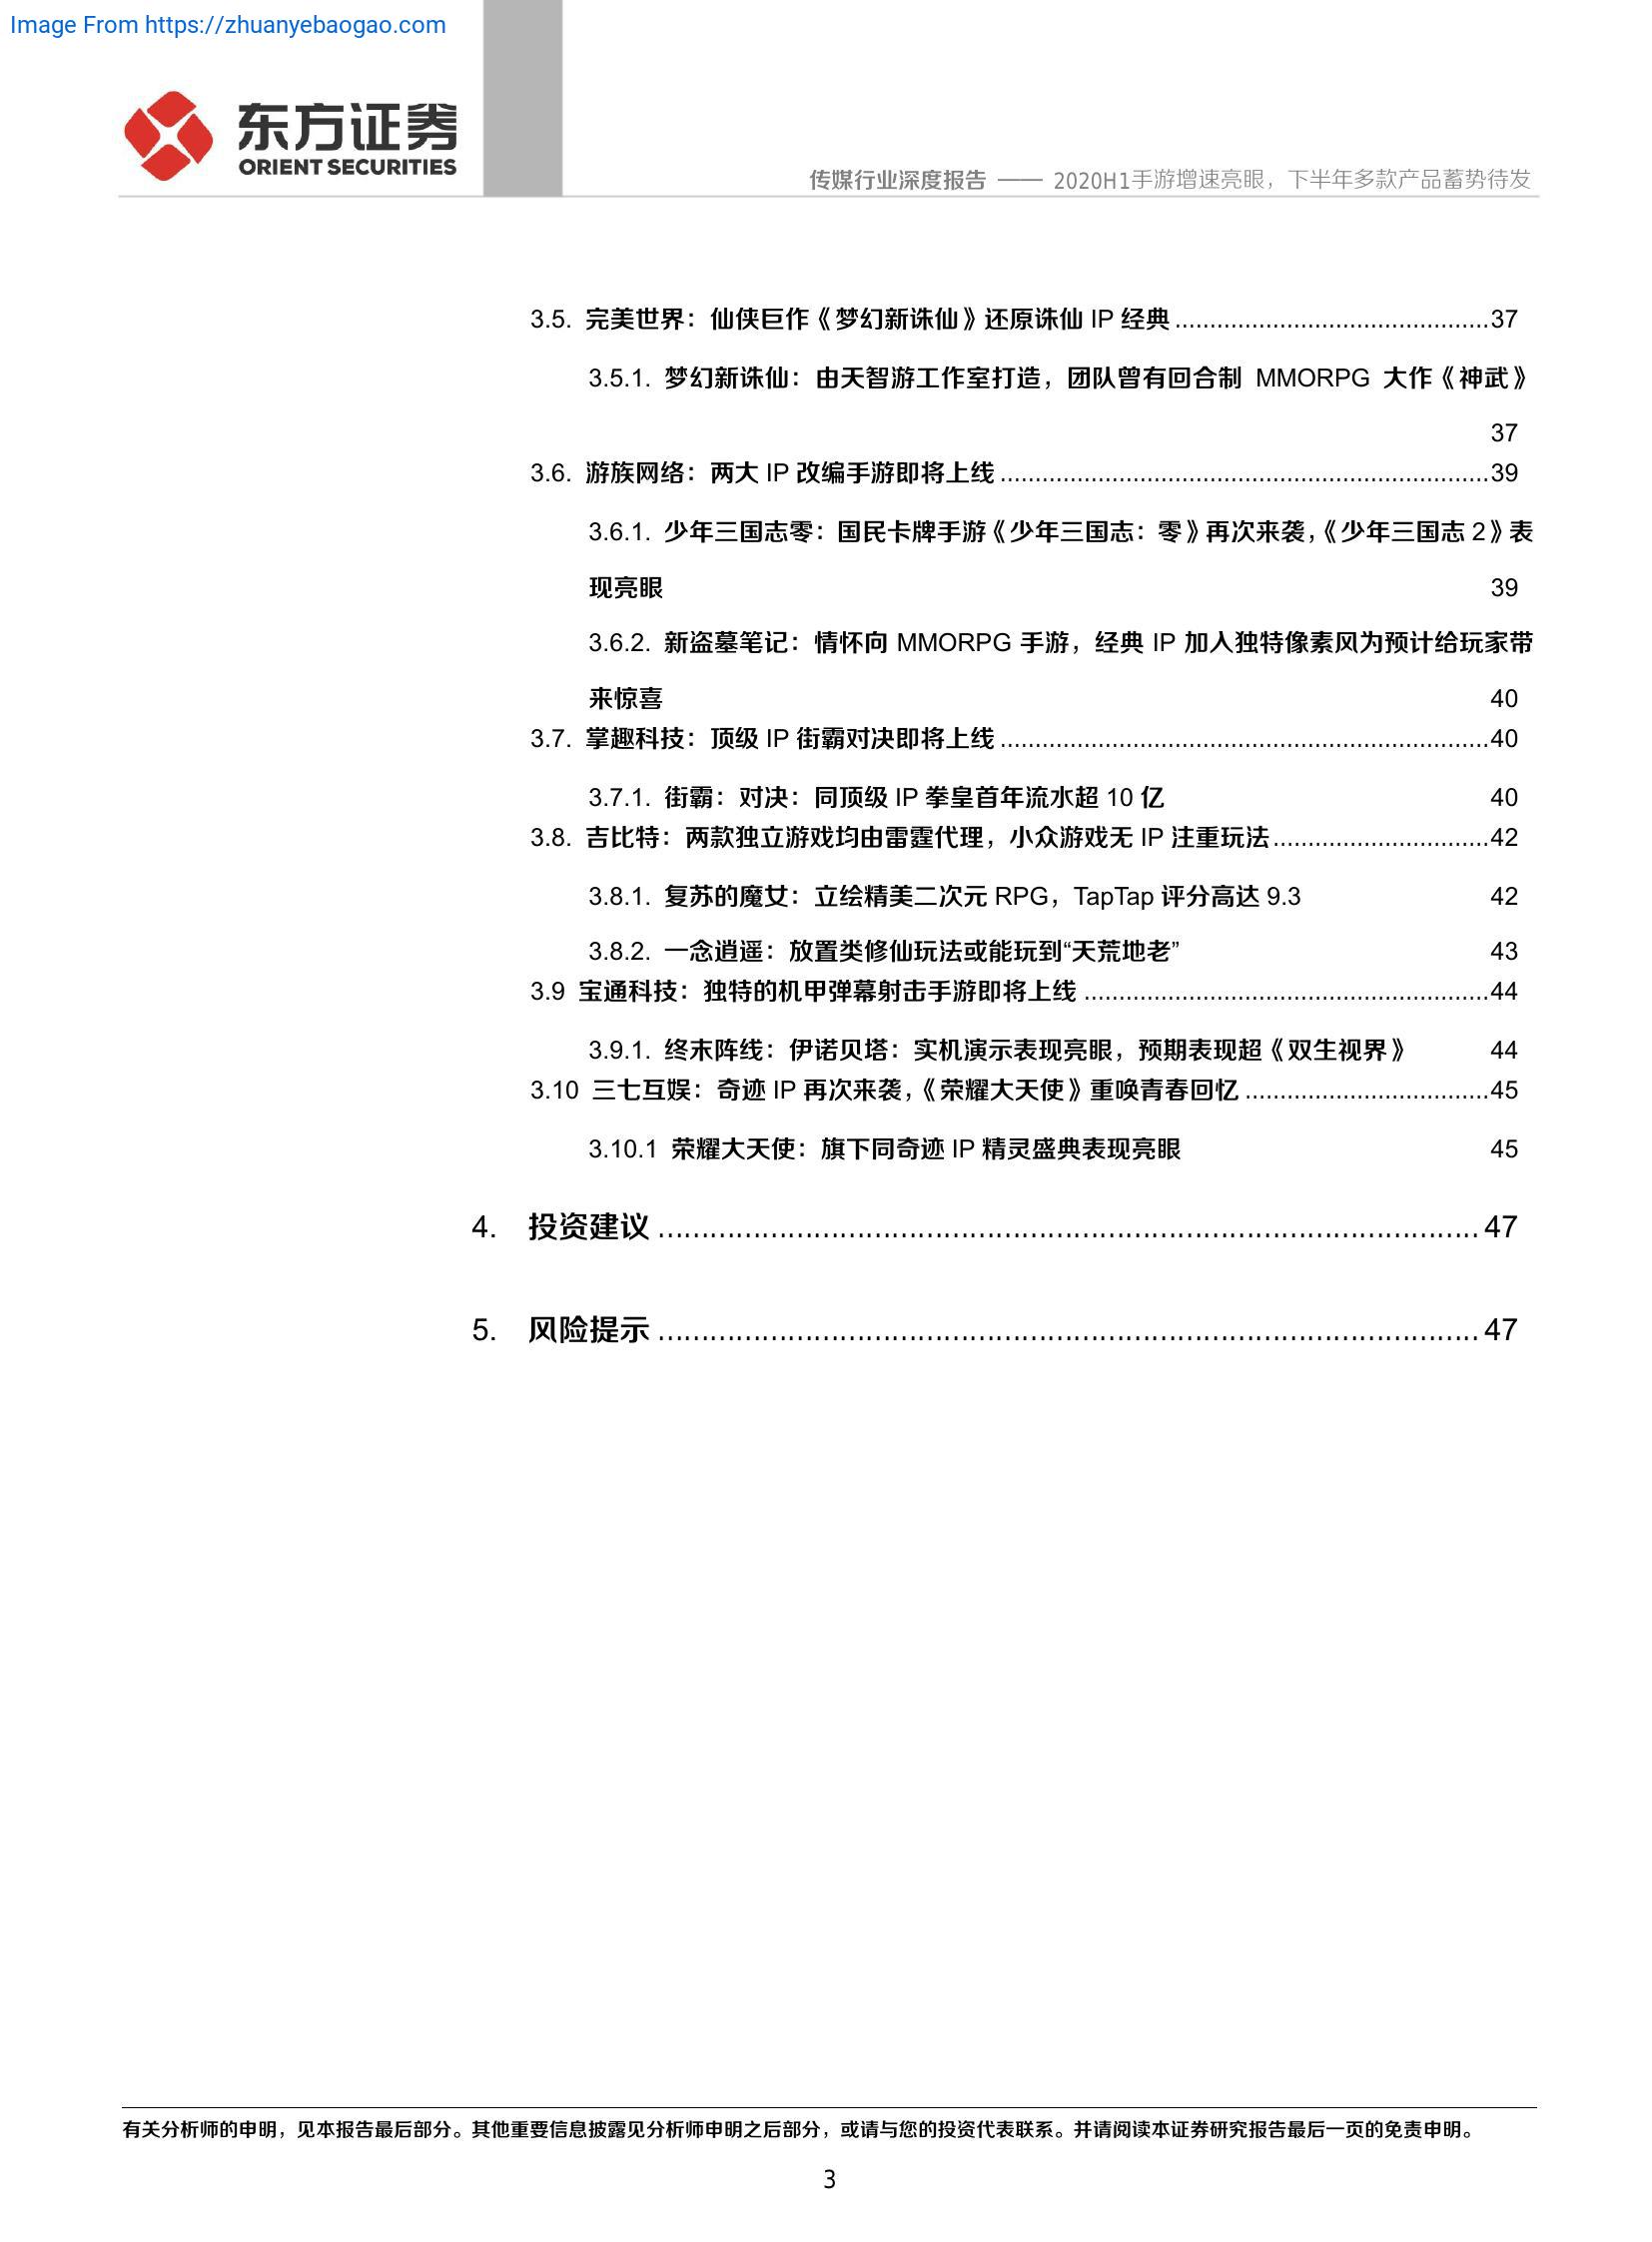 Image From https://zhuanyebaogao.com
东方证券
ORIENT SECURITIES
传媒行业深度报告 —— 2020H1手游增速亮眼，下半年多款产品蓄势待发
3.5. 完美世界：仙侠巨作《梦幻新诛仙》还原诛仙 IP 经典.............................................37
3.5.1. 梦幻新诛仙：由天智游工作室打造，团队曾有回合制 MMORPG 大作《神武》
37
3.6. 游族网络：两大 IP 改编手游即将上线......................................................................39
3.6.1. 少年三国志零：国民卡牌手游《少年三国志：零》再次来袭，《少年三国志 2》表
现亮眼 39
3.6.2. 新盗墓笔记：情怀向 MMORPG 手游，经典 IP 加入独特像素风为预计给玩家带
来惊喜 40
3.7. 掌趣科技：顶级 IP 街霸对决即将上线......................................................................40
3.7.1. 街霸：对决：同顶级 IP 拳皇首年流水超 10 亿 40
3.8. 吉比特：两款独立游戏均由雷霆代理，小众游戏无 IP 注重玩法...............................42
3.8.1. 复苏的魔女：立绘精美二次元 RPG，TapTap 评分高达 9.3 42
3.8.2. 一念逍遥：放置类修仙玩法或能玩到“天荒地老” 43
3.9 宝通科技：独特的机甲弹幕射击手游即将上线..........................................................44
3.9.1. 终末阵线：伊诺贝塔：实机演示表现亮眼，预期表现超《双生视界》 44
3.10 三七互娱：奇迹 IP 再次来袭，《荣耀大天使》重唤青春回忆...................................45
3.10.1 荣耀大天使：旗下同奇迹 IP 精灵盛典表现亮眼 45
4. 投资建议..............................................................................................47
5. 风险提示..............................................................................................47
有关分析师的申明，见本报告最后部分。其他重要信息披露见分析师申明之后部分，或请与您的投资代表联系。并请阅读本证券研究报告最后一页的免责申明。
3